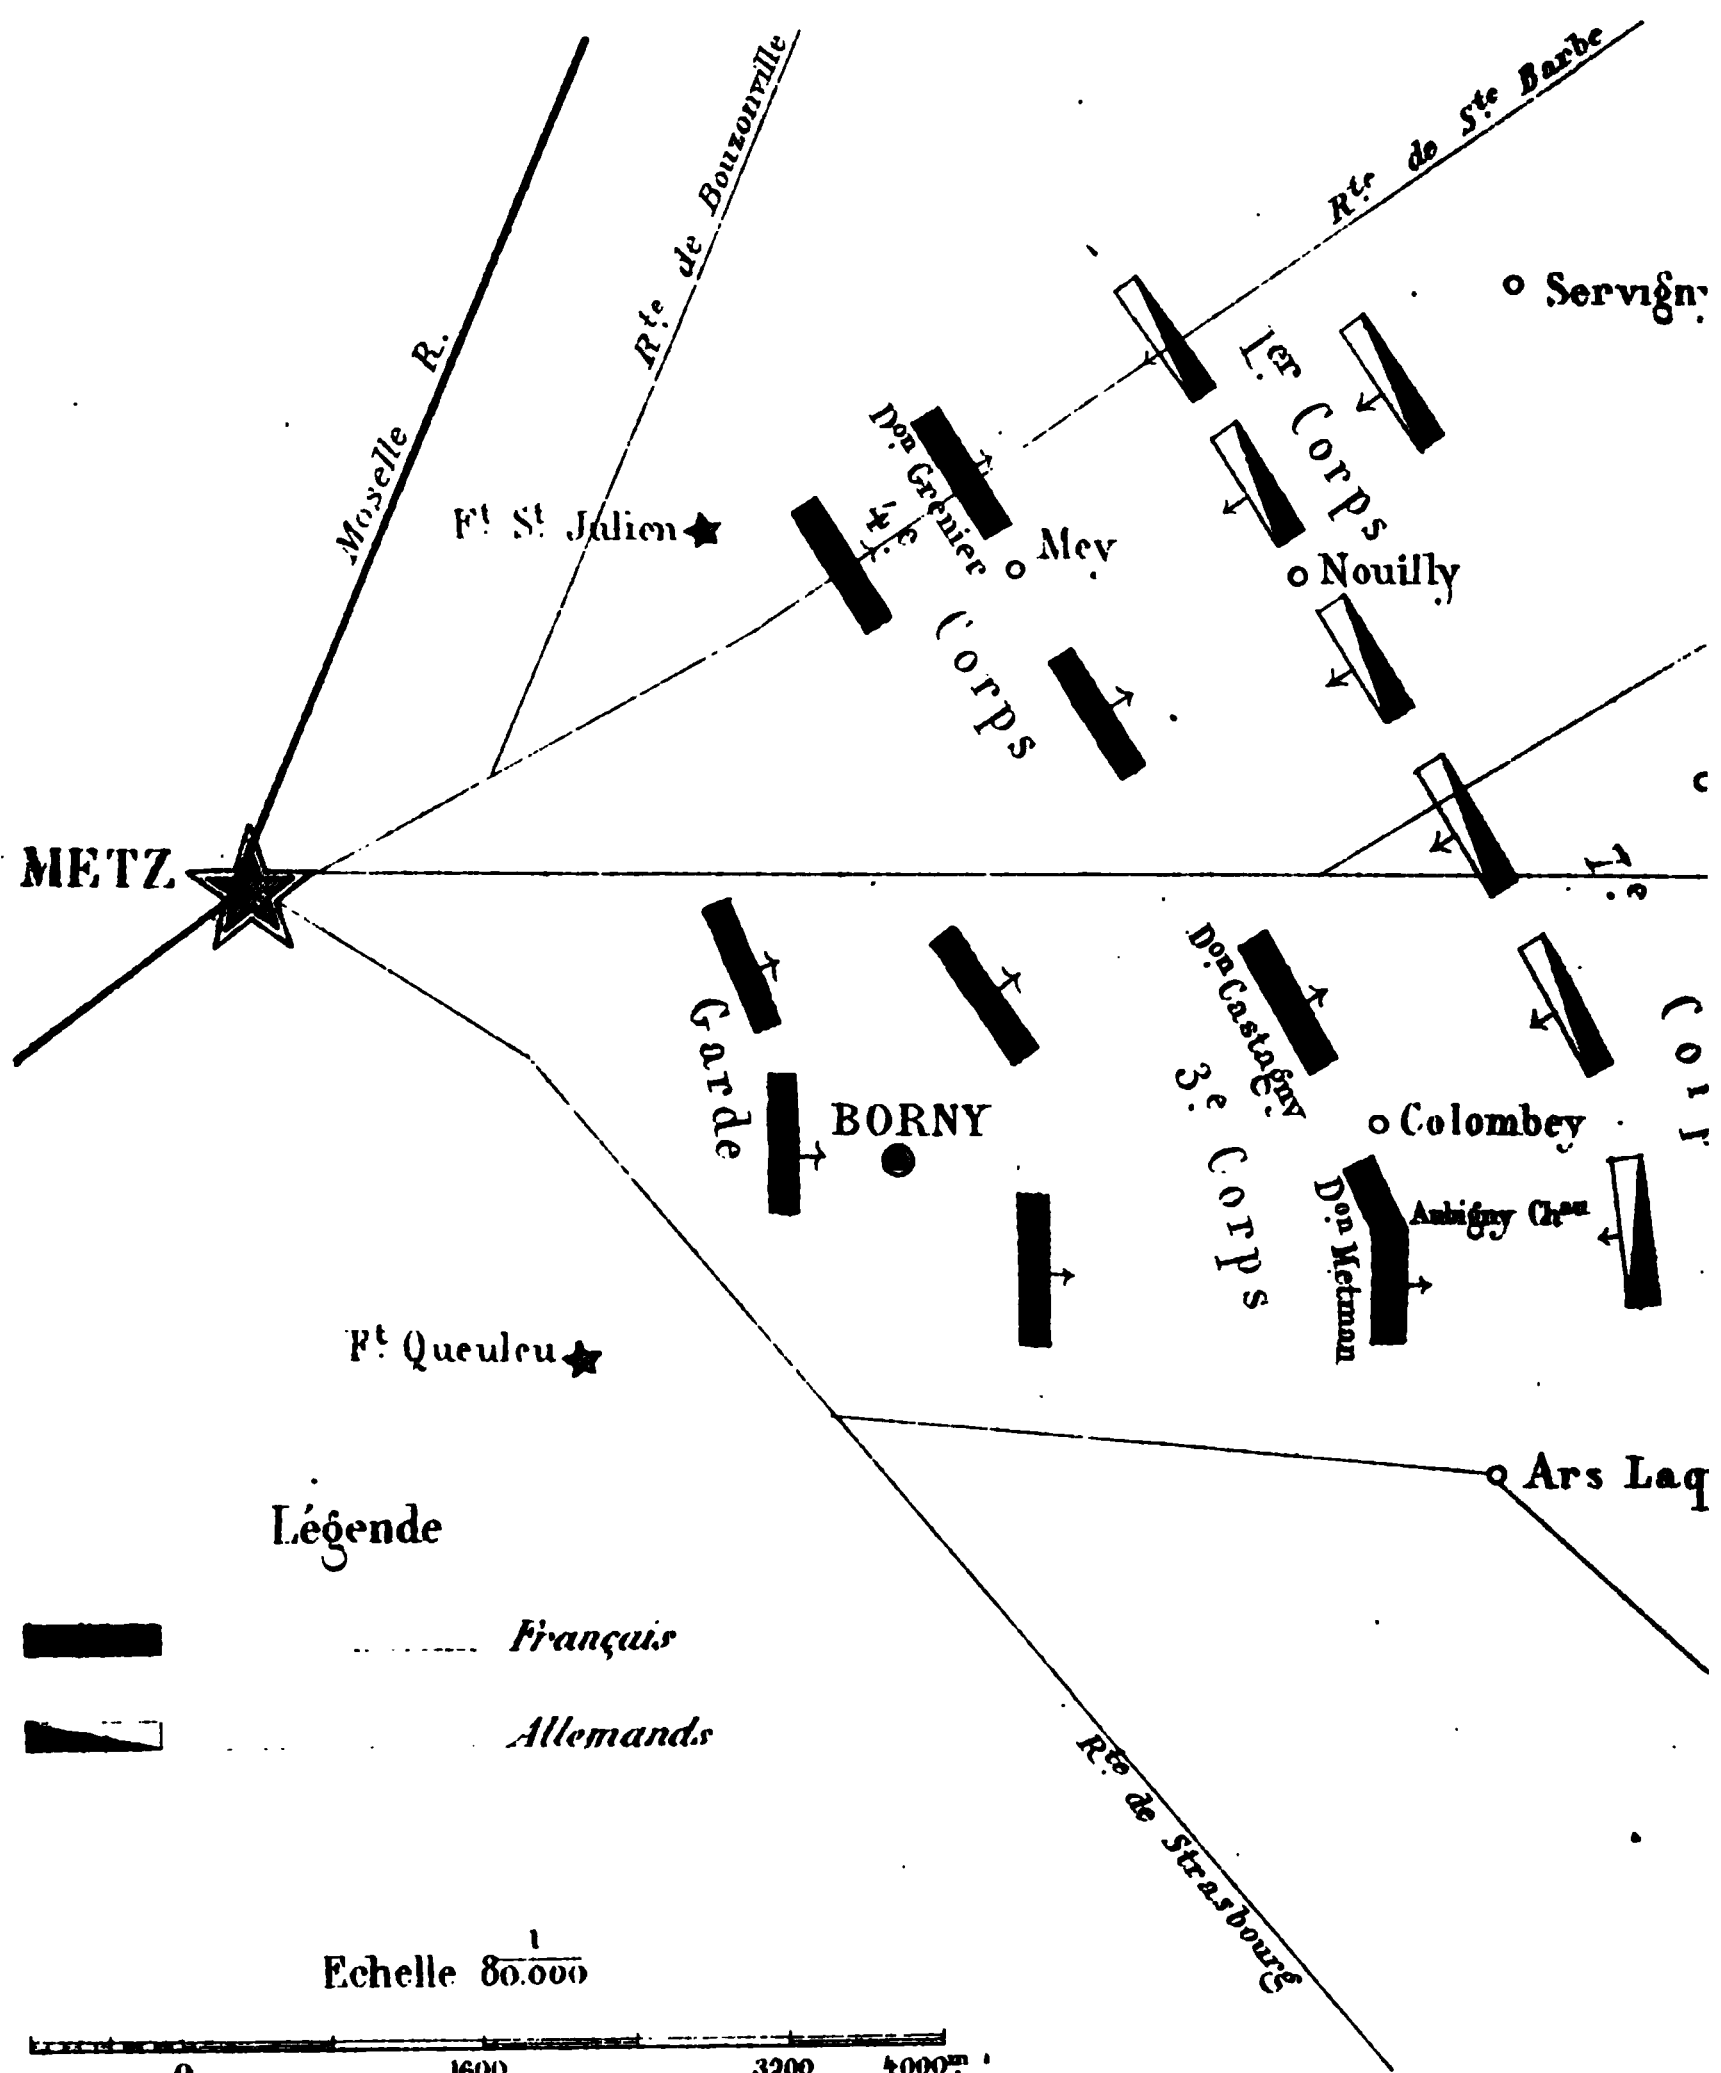 Moselle R.
Rte de Bouzonville
Rte de Ste Barbe
Servign
1er Corps
Don Grenier
4e Corps
Ft St Julien
Mey
Nouilly
METZ
7e
Garde
Don Castagny
3e Corps
BORNY
Colombey
Don Metman
Aubigny Chau
Ft Queuleu
Ars Laq
Légende
Français
Allemands
Rte de Strasbourg
Echelle 1/80.000
0 1600 3200 4000m